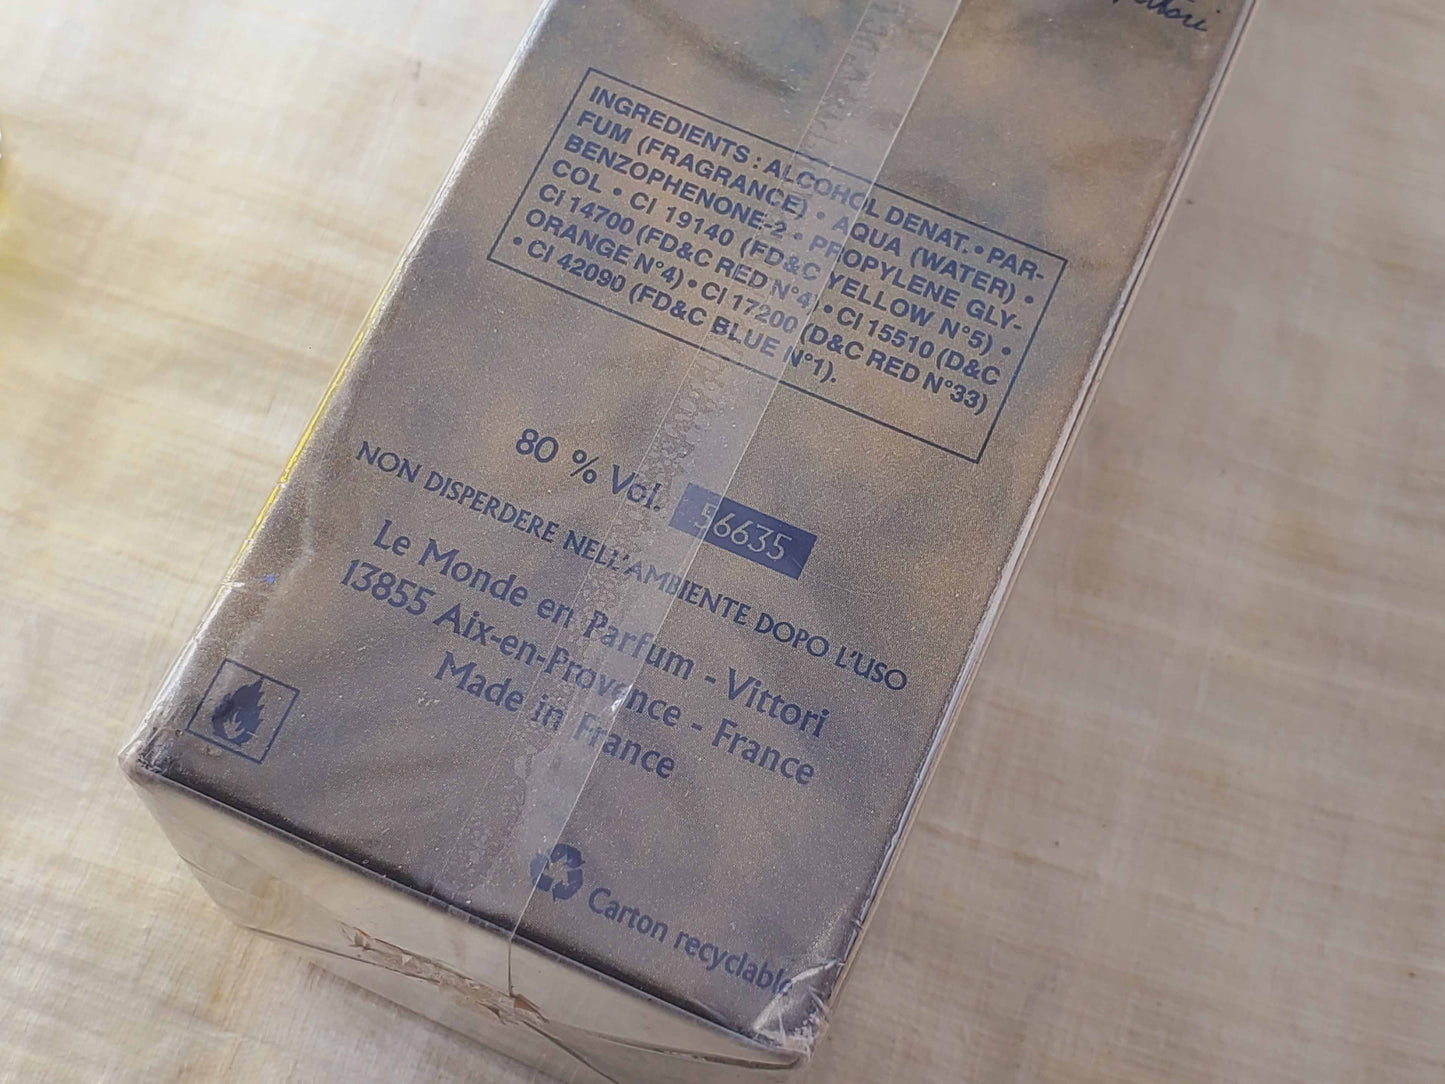 INGREDIENTS : ALCOHOL DENAT. • PAR-
FUM (FRAGRANCE) • AQUA (WATER) •
BENZOPHENONE-2 • PROPYLENE GLY-
COL • CI 19140 (FD&C YELLOW N°5) •
CI 14700 (FD&C RED N°4) • CI 15510 (D&C
ORANGE N°4) • CI 17200 (D&C RED N°33)
• CI 42090 (FD&C BLUE N°1).
80 % Vol. 56635
NON DISPERDERE NELL'AMBIENTE DOPO L'USO
Le Monde en Parfum - Vittori
13855 Aix-en-Provence - France
Made in France
Carton recyclable